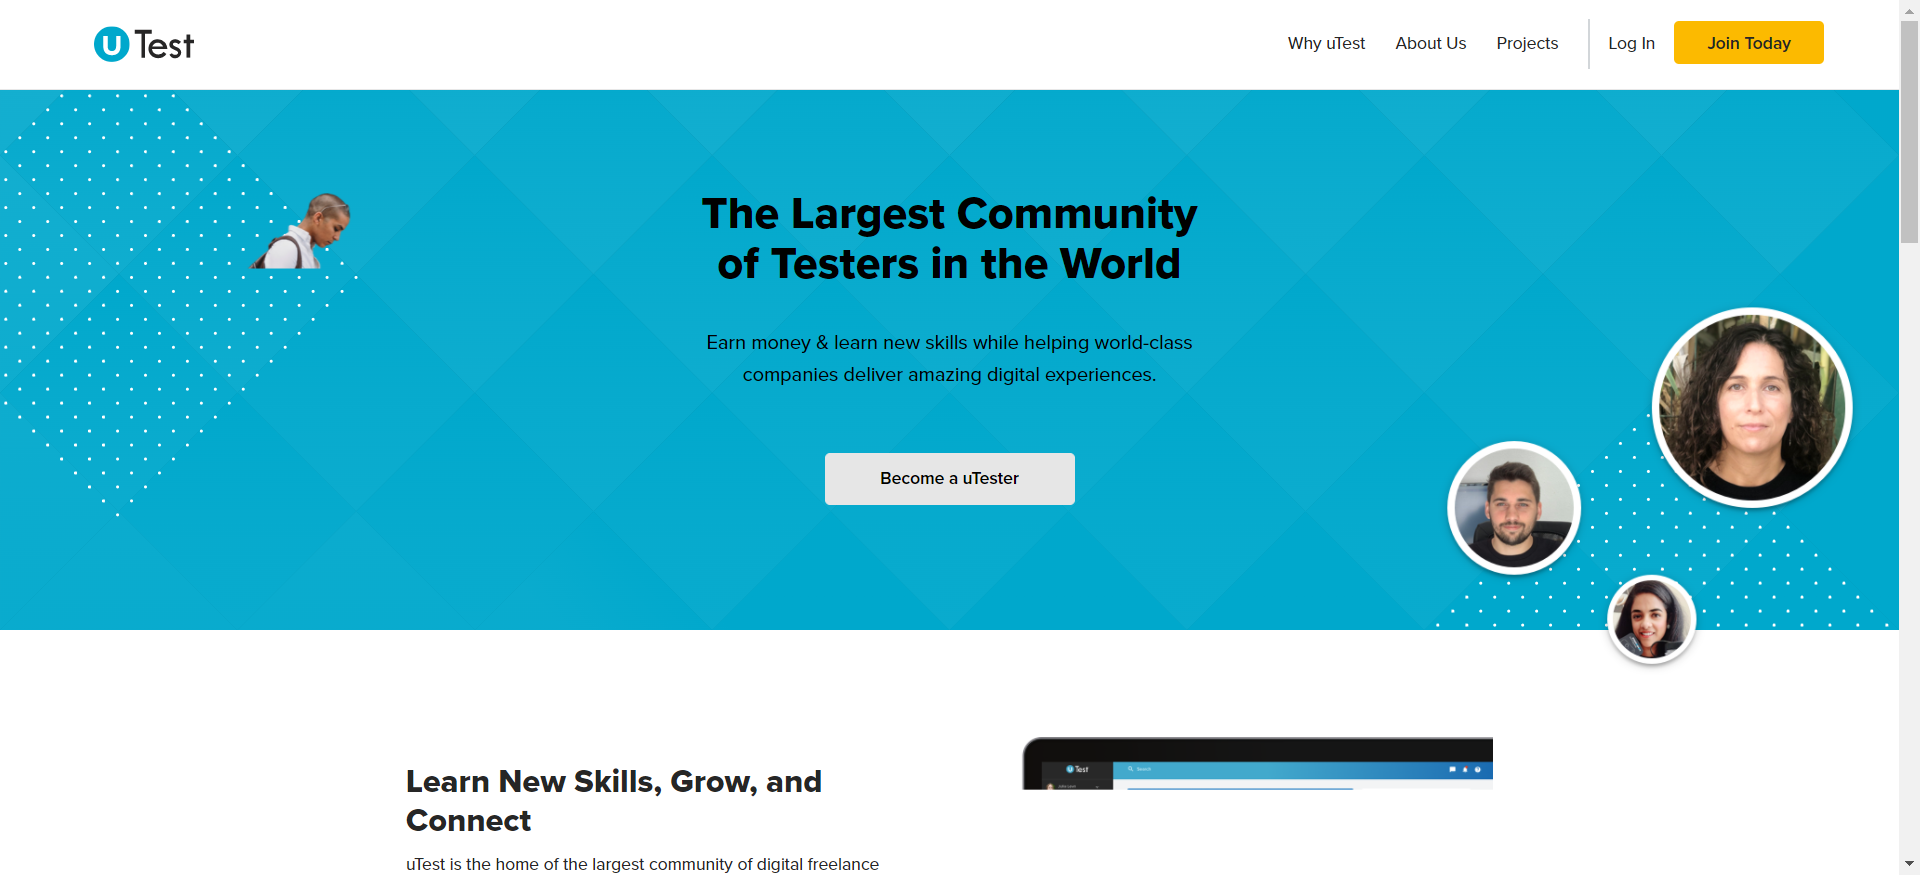 u Test
Why uTest
About Us
Projects
Log In
Join Today
The Largest Community
of Testers in the World
Earn money & learn new skills while helping world-class
companies deliver amazing digital experiences.
Become a uTester
Learn New Skills, Grow, and
Connect
uTest is the home of the largest community of digital freelance
u Test
Search